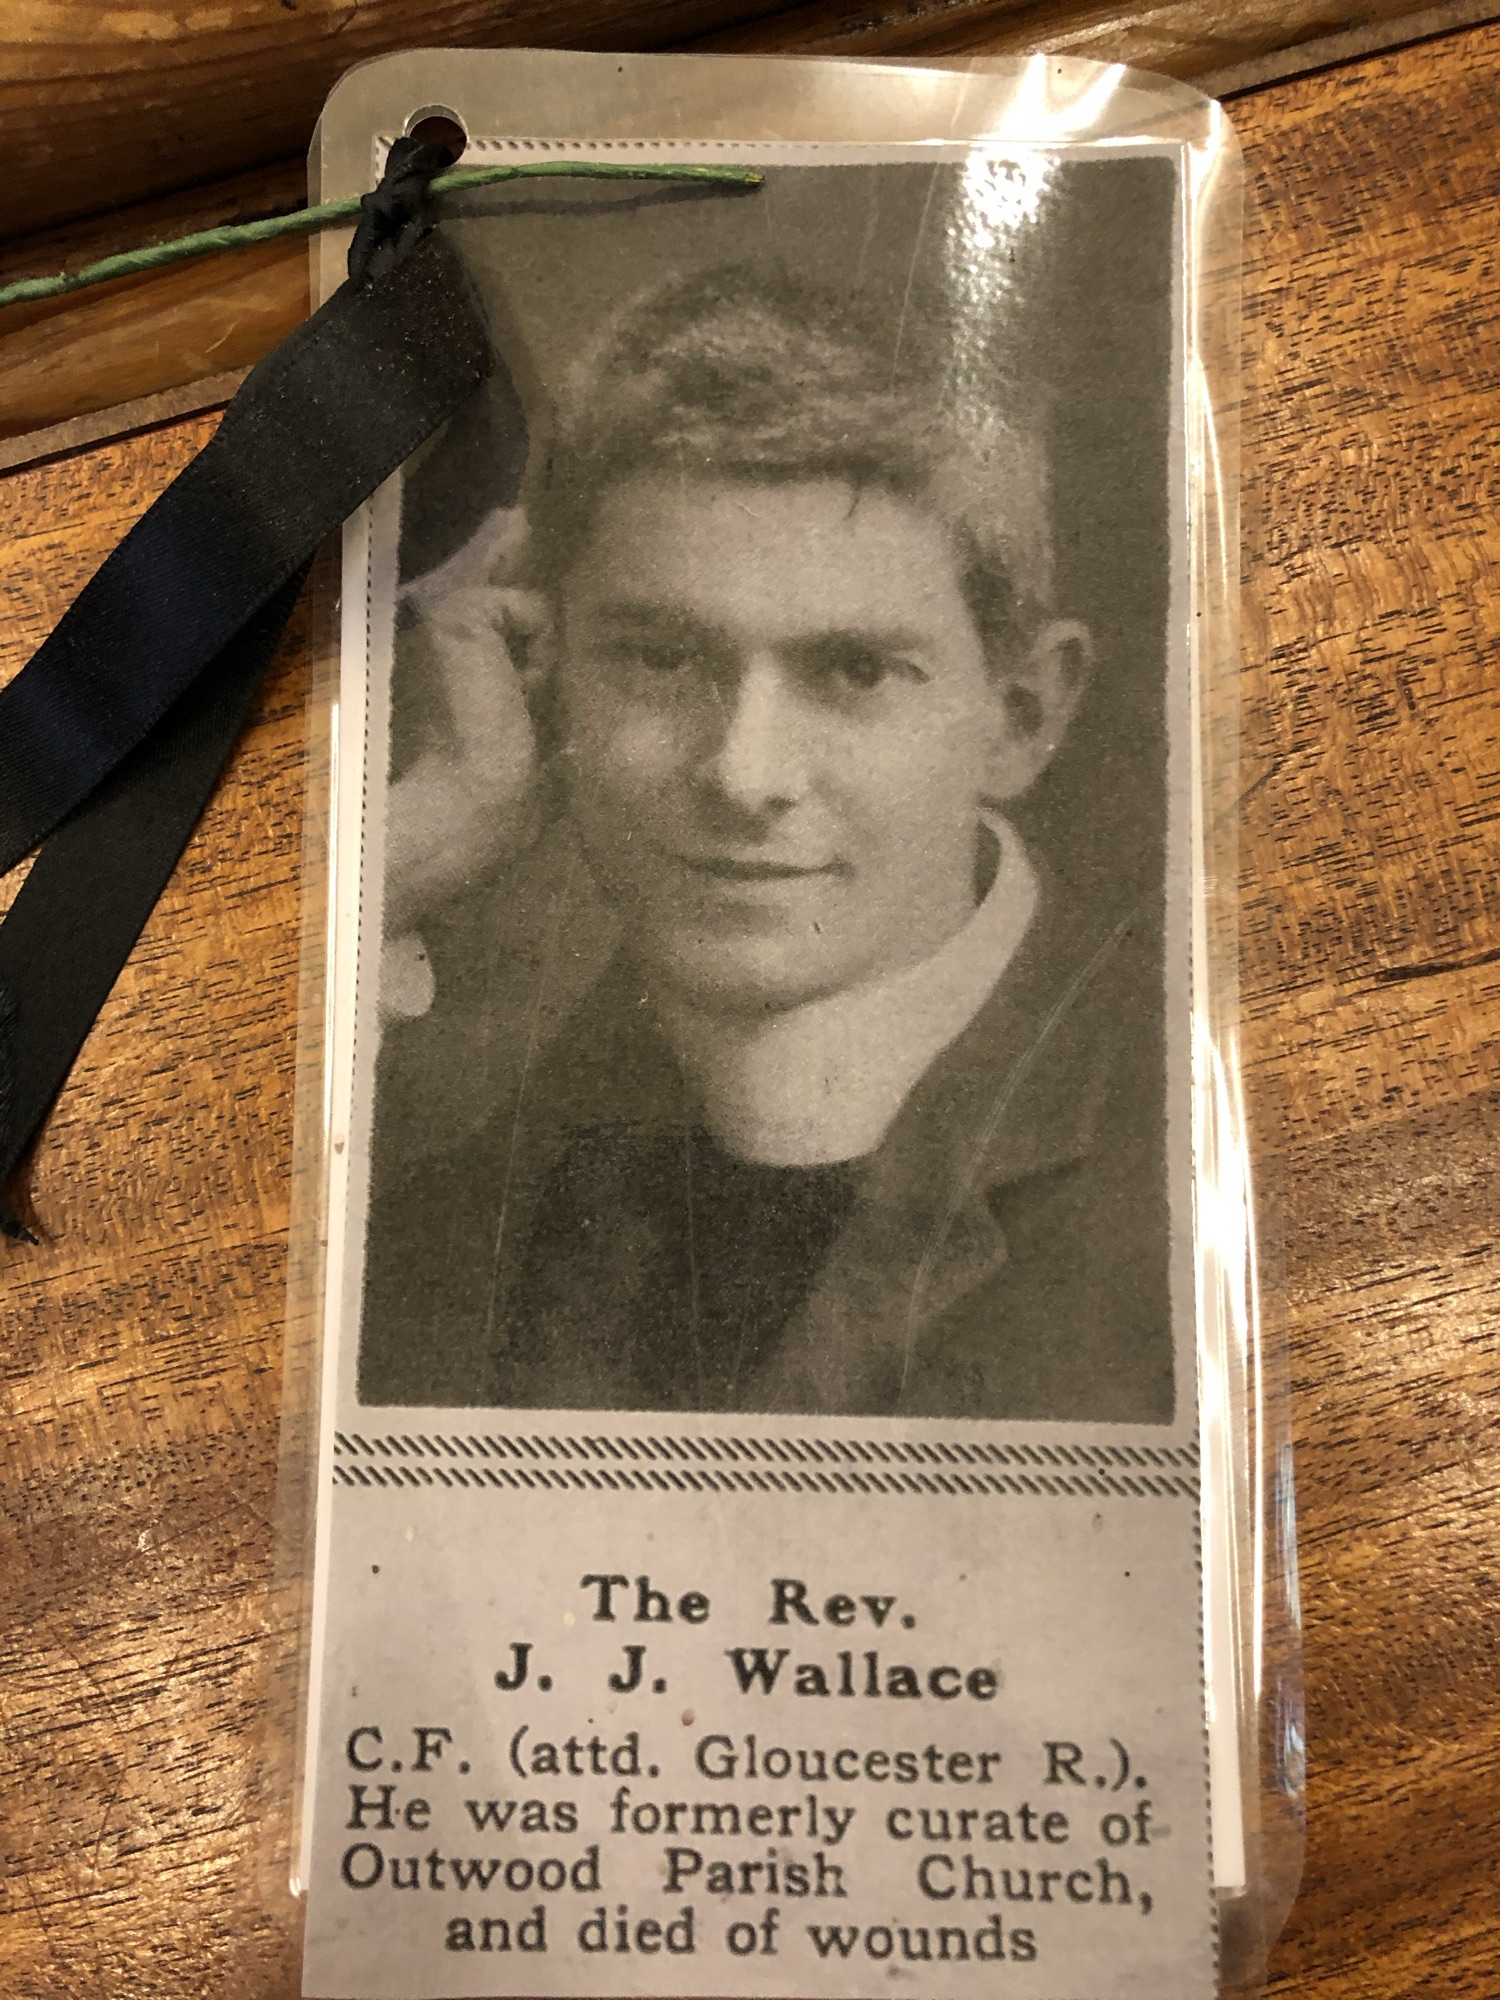 The Rev.
J. J. Wallace
C.F. (attd. Gloucester R.).
He was formerly curate of
Outwood Parish Church,
and died of wounds